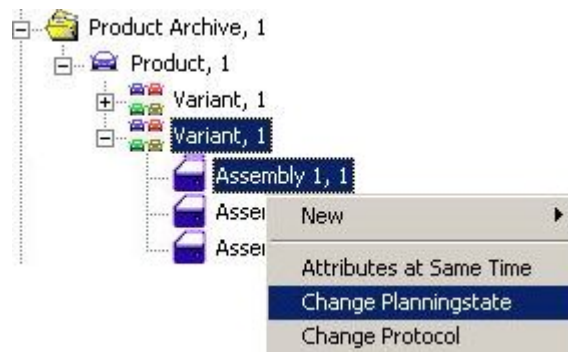 Product Archive, 1
Product, 1
Variant, 1
Variant, 1
Assembly 1, 1
New
Attributes at Same Time
Change Planningstate
Change Protocol